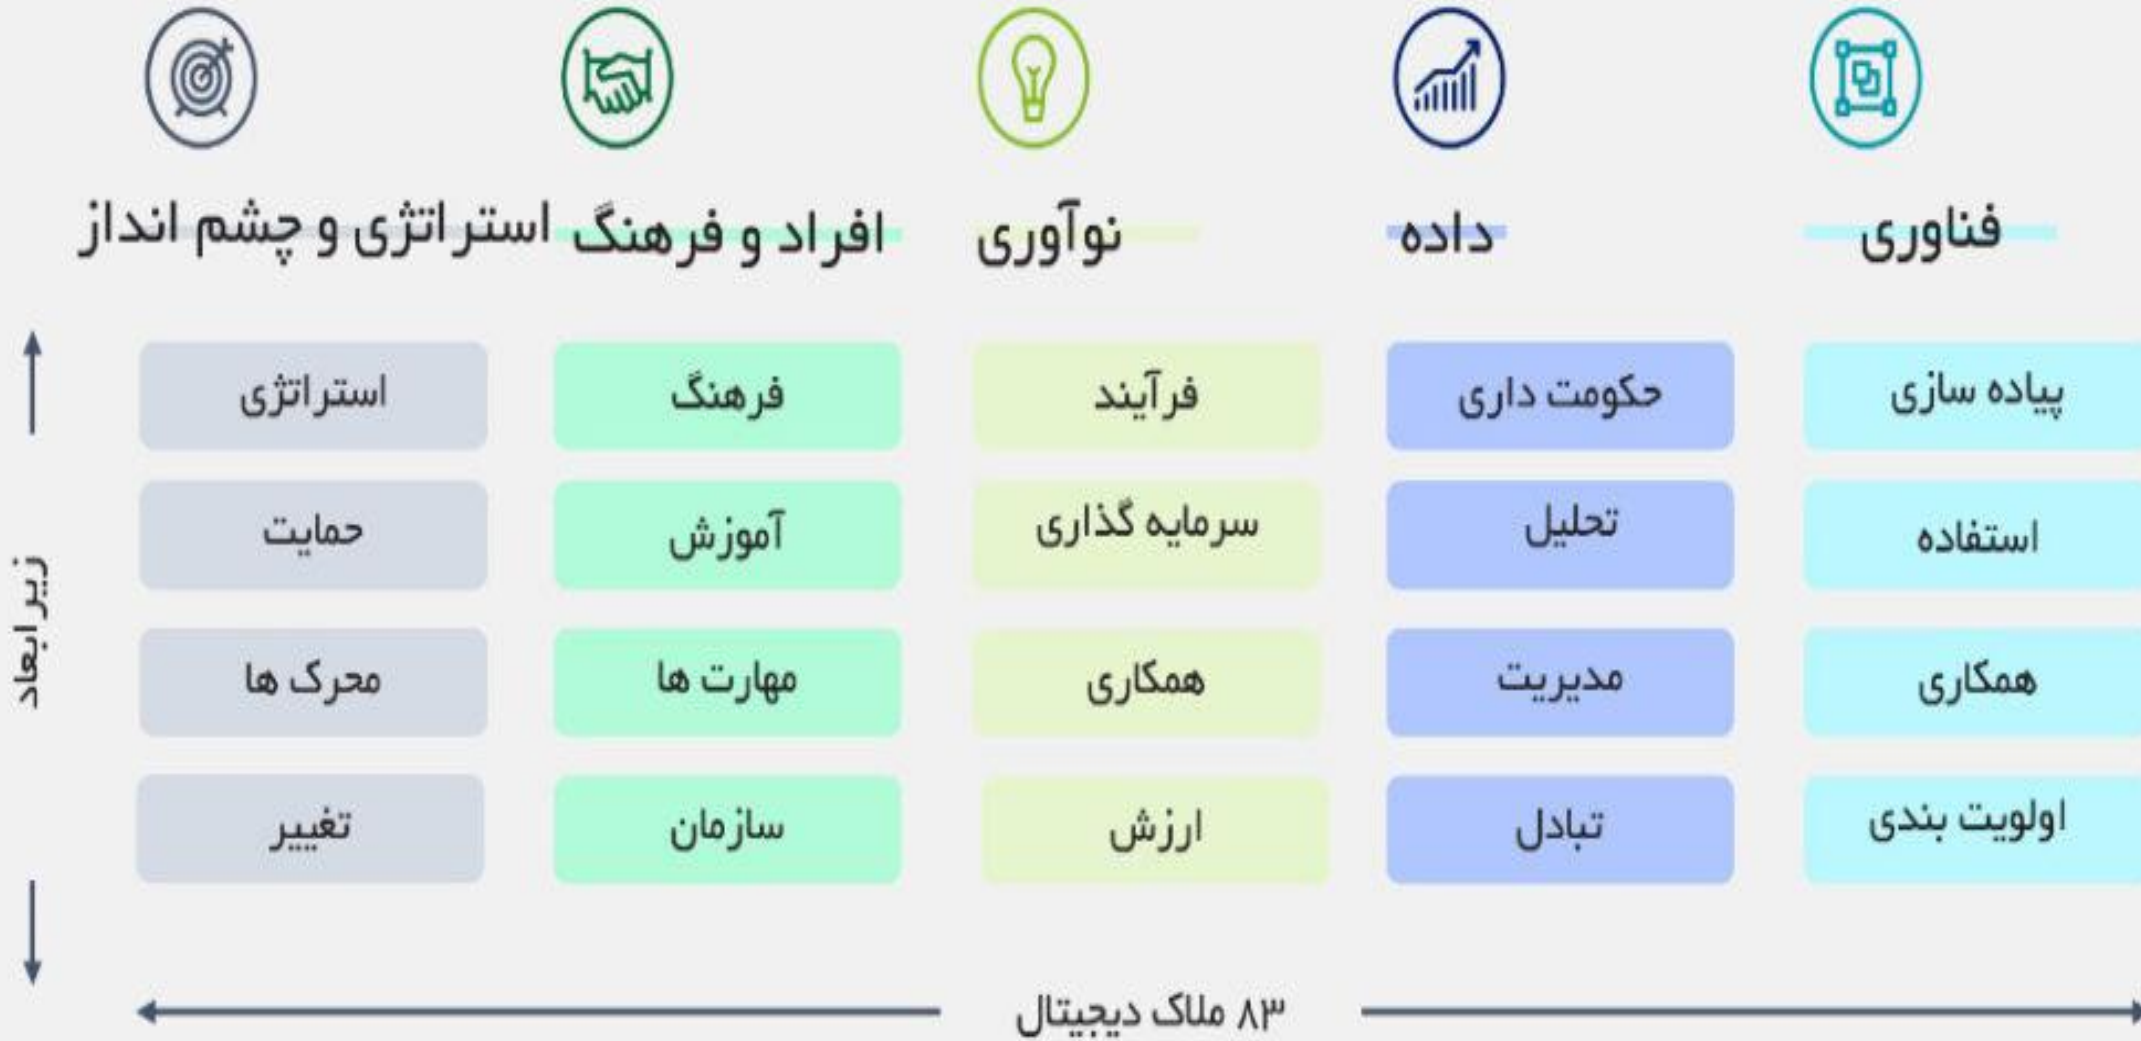 فناوری
داده
نوآوری
افراد و فرهنگ
استراتژی و چشم انداز
پیاده سازی
حکومت داری
فرآیند
فرهنگ
استراتژی
استفاده
تحلیل
سرمایه گذاری
آموزش
حمایت
همکاری
مدیریت
همکاری
مهارت ها
محرک ها
اولویت بندی
تبادل
ارزش
سازمان
تغییر
زیر ابعاد
۸۳ ملاک دیجیتال